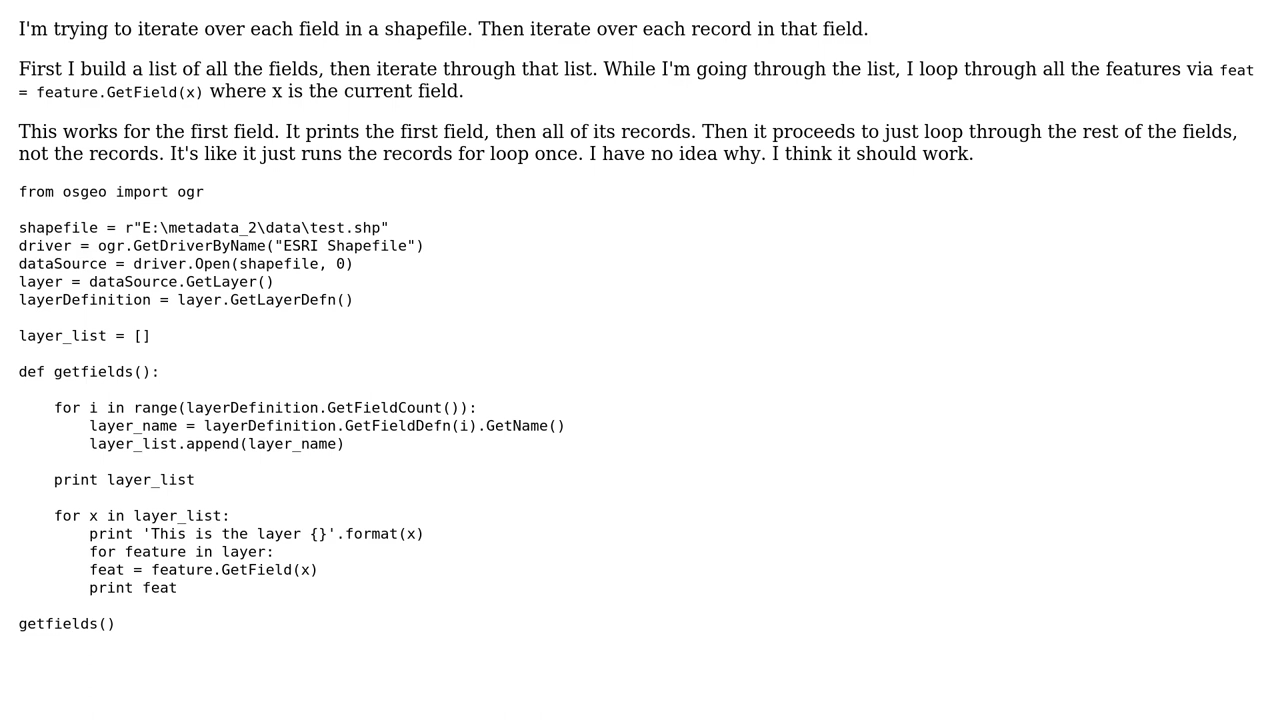 I'm trying to iterate over each field in a shapefile. Then iterate over each record in that field.
First I build a list of all the fields, then iterate through that list. While I'm going through the list, I loop through all the features via feat
= feature.GetField(x) where x is the current field.
This works for the first field. It prints the first field, then all of its records. Then it proceeds to just loop through the rest of the fields,
not the records. It's like it just runs the records for loop once. I have no idea why. I think it should work.
from osgeo import ogr
shapefile = r"E:\metadata_2\data\test.shp"
driver = ogr.GetDriverByName("ESRI Shapefile")
dataSource = driver.Open(shapefile, 0)
layer = dataSource.GetLayer()
layerDefinition = layer.GetLayerDefn()
layer_list = []
def getfields():
    for i in range(layerDefinition.GetFieldCount()):
        layer_name = layerDefinition.GetFieldDefn(i).GetName()
        layer_list.append(layer_name)
    print layer_list
    for x in layer_list:
        print 'This is the layer {}'.format(x)
        for feature in layer:
        feat = feature.GetField(x)
        print feat
getfields()